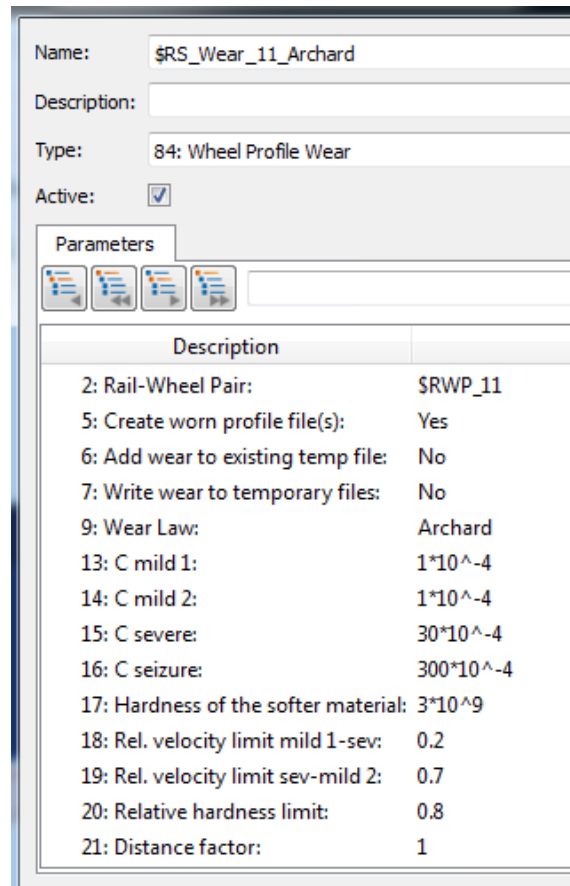 Name: $RS_Wear_11_Archard
Description:
Type: 84: Wheel Profile Wear
Active:
Parameters
Description
2: Rail-Wheel Pair: $RWP_11
5: Create worn profile file(s): Yes
6: Add wear to existing temp file: No
7: Write wear to temporary files: No
9: Wear Law: Archard
13: C mild 1: 1*10^-4
14: C mild 2: 1*10^-4
15: C severe: 30*10^-4
16: C seizure: 300*10^-4
17: Hardness of the softer material: 3*10^9
18: Rel. velocity limit mild 1-sev: 0.2
19: Rel. velocity limit sev-mild 2: 0.7
20: Relative hardness limit: 0.8
21: Distance factor: 1